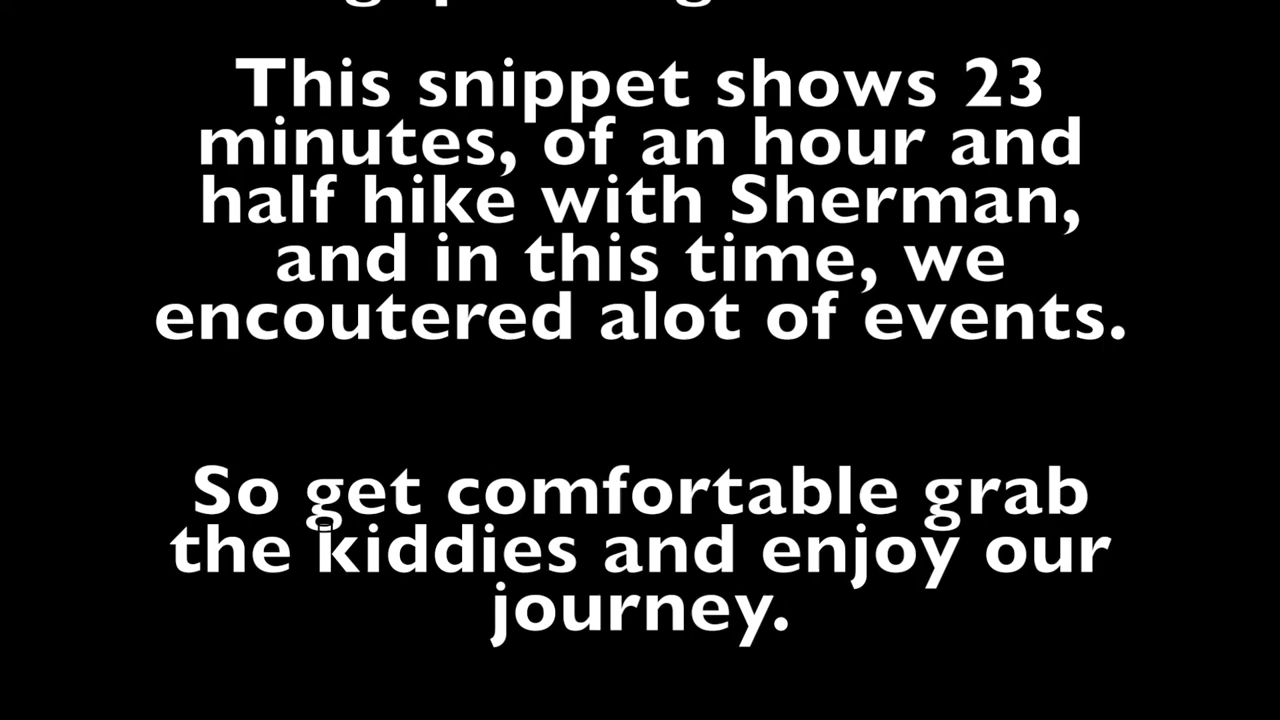 This snippet shows 23
minutes, of an hour and
half hike with Sherman,
and in this time, we
encoutered alot of events.
So get comfortable grab
the kiddies and enjoy our
journey.